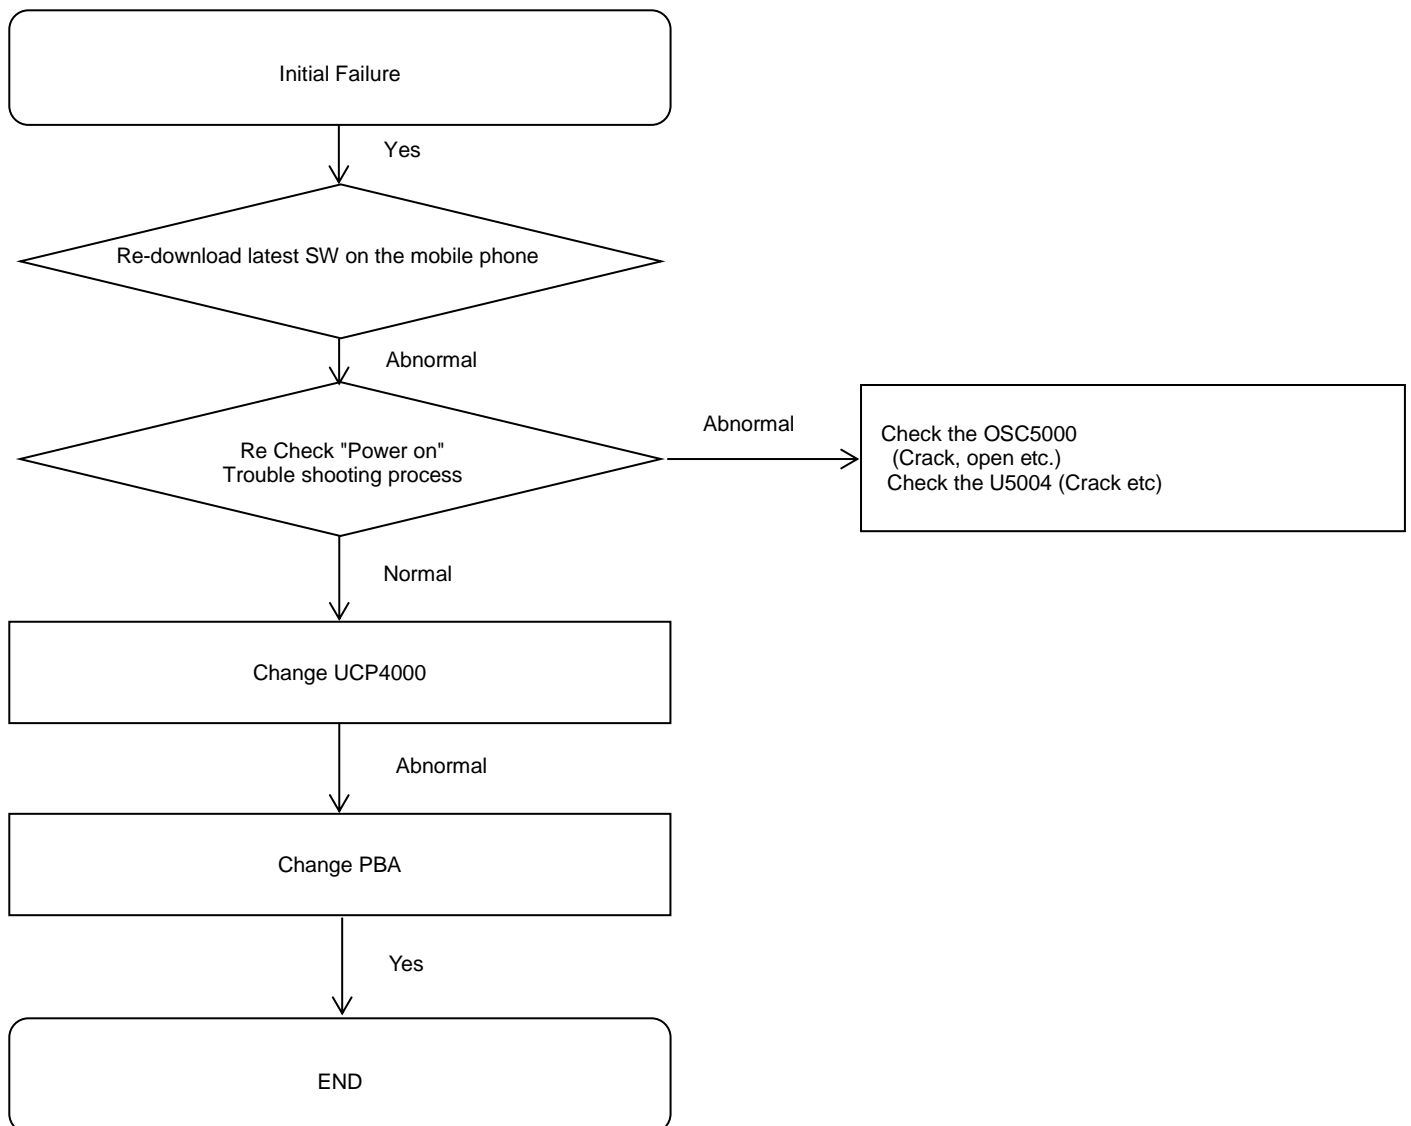 Initial Failure
Yes
Re-download latest SW on the mobile phone
Abnormal
Re Check "Power on"
Trouble shooting process
Abnormal
Check the OSC5000
(Crack, open etc.)
Check the U5004 (Crack etc)
Normal
Change UCP4000
Abnormal
Change PBA
Yes
END